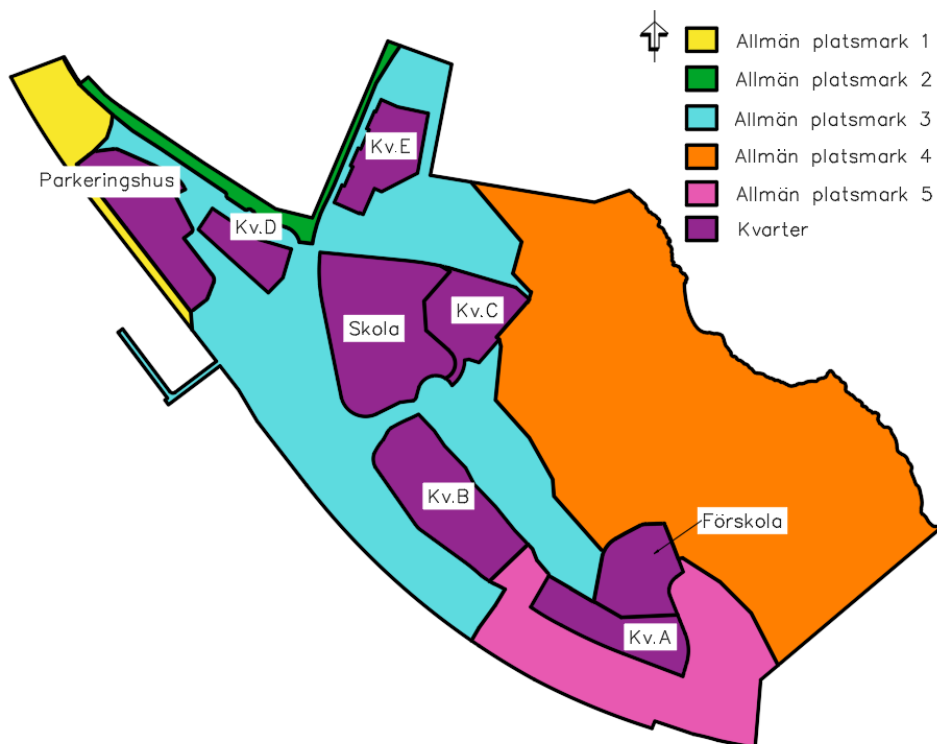 Allmän platsmark 1
Allmän platsmark 2
Allmän platsmark 3
Allmän platsmark 4
Allmän platsmark 5
Kvarter
Kv.E
Parkeringshus
Kv.D
Skola
Kv.C
Kv.B
Förskola
Kv.A